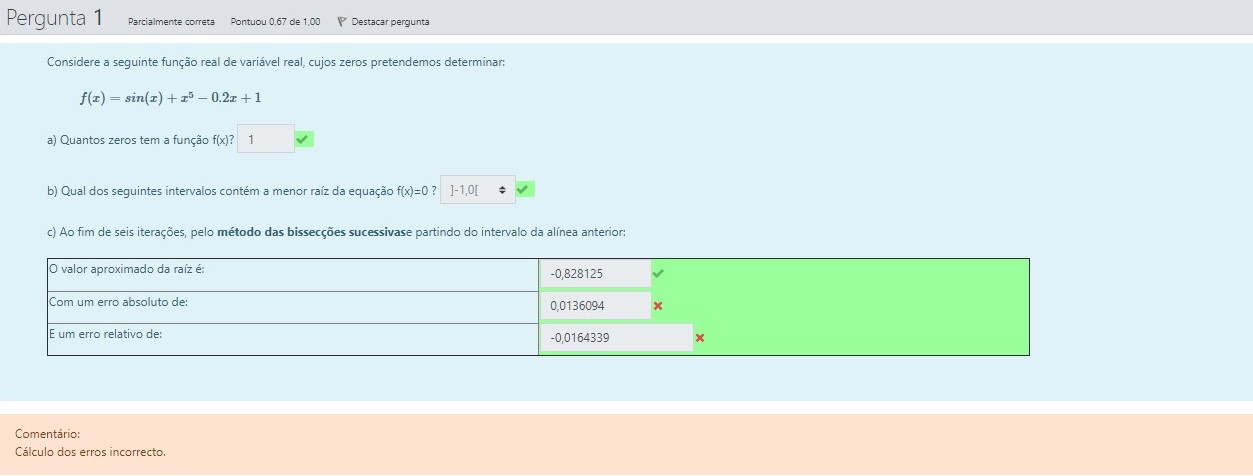 Pergunta 1 Parcialmente correta Pontuou 0,67 de 1,00 Destacar pergunta
Considere a seguinte função real de variável real, cujos zeros pretendemos determinar:
f(x) = sin(x) + x⁵ − 0.2x + 1
a) Quantos zeros tem a função f(x)? 1
b) Qual dos seguintes intervalos contém a menor raíz da equação f(x)=0 ? ]-1,0[
c) Ao fim de seis iterações, pelo método das bissecções sucessivase partindo do intervalo da alínea anterior:
O valor aproximado da raíz é: -0,828125
Com um erro absoluto de: 0,0136094
E um erro relativo de: -0,0164339
Comentário:
Cálculo dos erros incorrecto.